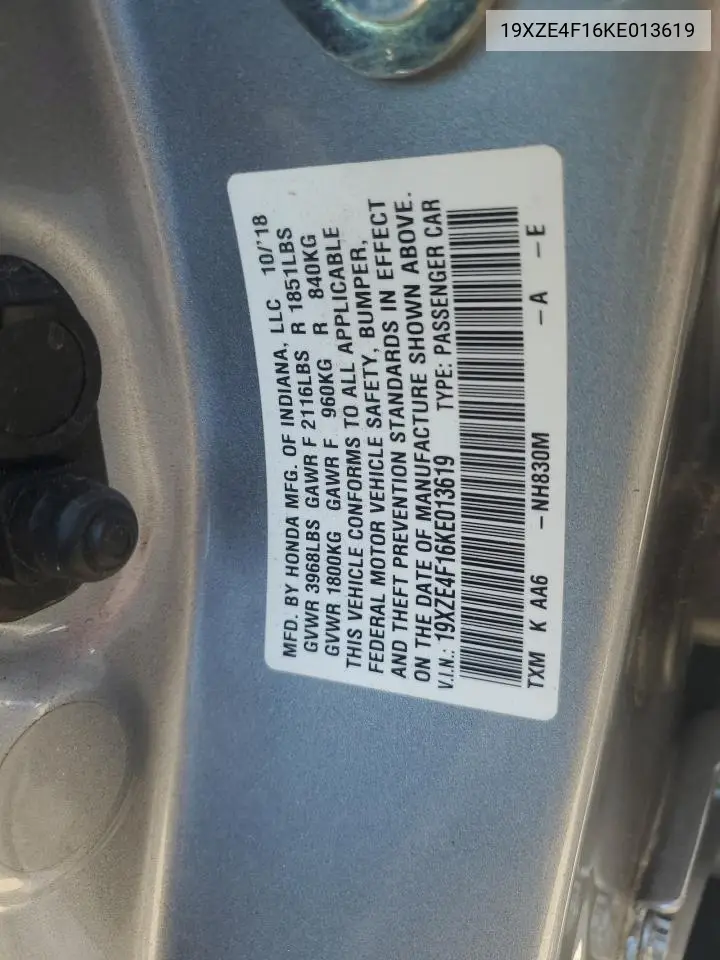 19XZE4F16KE013619
MFD. BY HONDA MFG. OF INDIANA, LLC 10/'18
GVWR 3968LBS GAWR F 2116LBS R 1851LBS
GVWR 1800KG GAWR F 960KG R 840KG
THIS VEHICLE CONFORMS TO ALL APPLICABLE
FEDERAL MOTOR VEHICLE SAFETY, BUMPER,
AND THEFT PREVENTION STANDARDS IN EFFECT
ON THE DATE OF MANUFACTURE SHOWN ABOVE.
V.I.N.: 19XZE4F16KE013619 TYPE: PASSENGER CAR
TXM K AA6 -NH830M -A -E